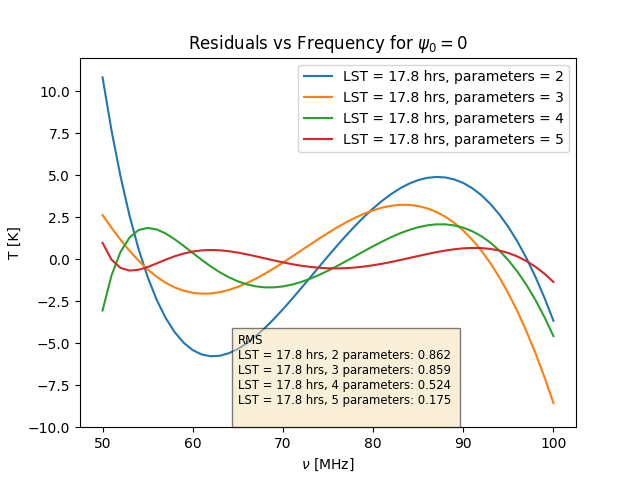 Residuals vs Frequency for ψ₀ = 0
LST = 17.8 hrs, parameters = 2
LST = 17.8 hrs, parameters = 3
LST = 17.8 hrs, parameters = 4
LST = 17.8 hrs, parameters = 5
T [K]
10.0
7.5
5.0
2.5
0.0
−2.5
−5.0
−7.5
−10.0
RMS
LST = 17.8 hrs, 2 parameters: 0.862
LST = 17.8 hrs, 3 parameters: 0.859
LST = 17.8 hrs, 4 parameters: 0.524
LST = 17.8 hrs, 5 parameters: 0.175
50 60 70 80 90 100
ν [MHz]